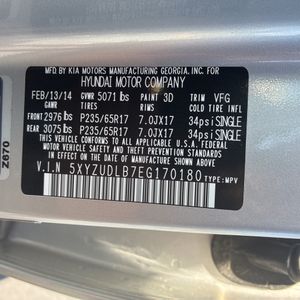 MFD BY KIA MOTORS MANUFACTURING GEORGIA, INC. FOR
HYUNDAI MOTOR COMPANY
FEB/13/14 GVWR 5071 lbs PAINT 3D TRIM VFG
TIRES RIMS COLD TIRE INF.
FRONT 2976 lbs P235/65R17 7.0JX17 34psi SINGLE
REAR 3075 lbs P235/65R17 7.0JX17 34psi SINGLE
THIS VEHICLE CONFORMS TO ALL APPLICABLE FEDERAL
MOTOR VEHICLE SAFETY AND THEFT PREVENTION
STANDARDS IN EFFECT ON THE DATE OF
MANUFACTURE SHOWN ABOVE.
V.I.N 5XYZUDLB7EG170180 TYPE: MPV
Z670